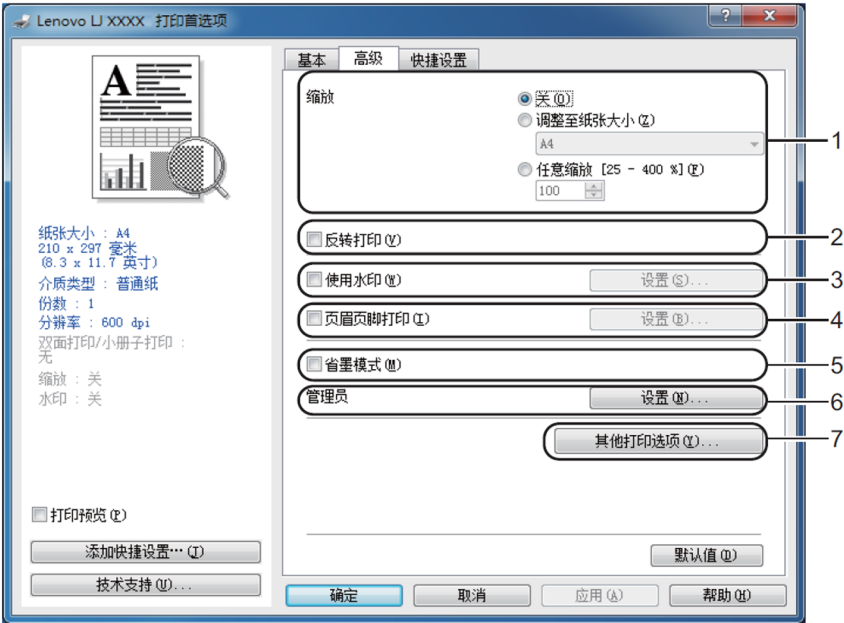 Lenovo LJ XXXX 打印首选项
?
基本 高级 快捷设置
A
缩放
关(O)
调整至纸张大小(Z)
A4
任意缩放 [25 - 400 %](F)
100
1
反转打印(V)
2
使用水印(W) 设置(S)...
3
页眉页脚打印(I) 设置(B)...
4
省墨模式(M)
5
管理员 设置(N)...
6
其他打印选项(Y)...
7
纸张大小 : A4
210 x 297 毫米
(8.3 x 11.7 英寸)
介质类型 : 普通纸
份数 : 1
分辨率 : 600 dpi
双面打印/小册子打印 :
无
缩放 : 关
水印 : 关
打印预览(P)
添加快捷设置…(J)
技术支持(U)...
默认值(D)
确定 取消 应用(A) 帮助(H)